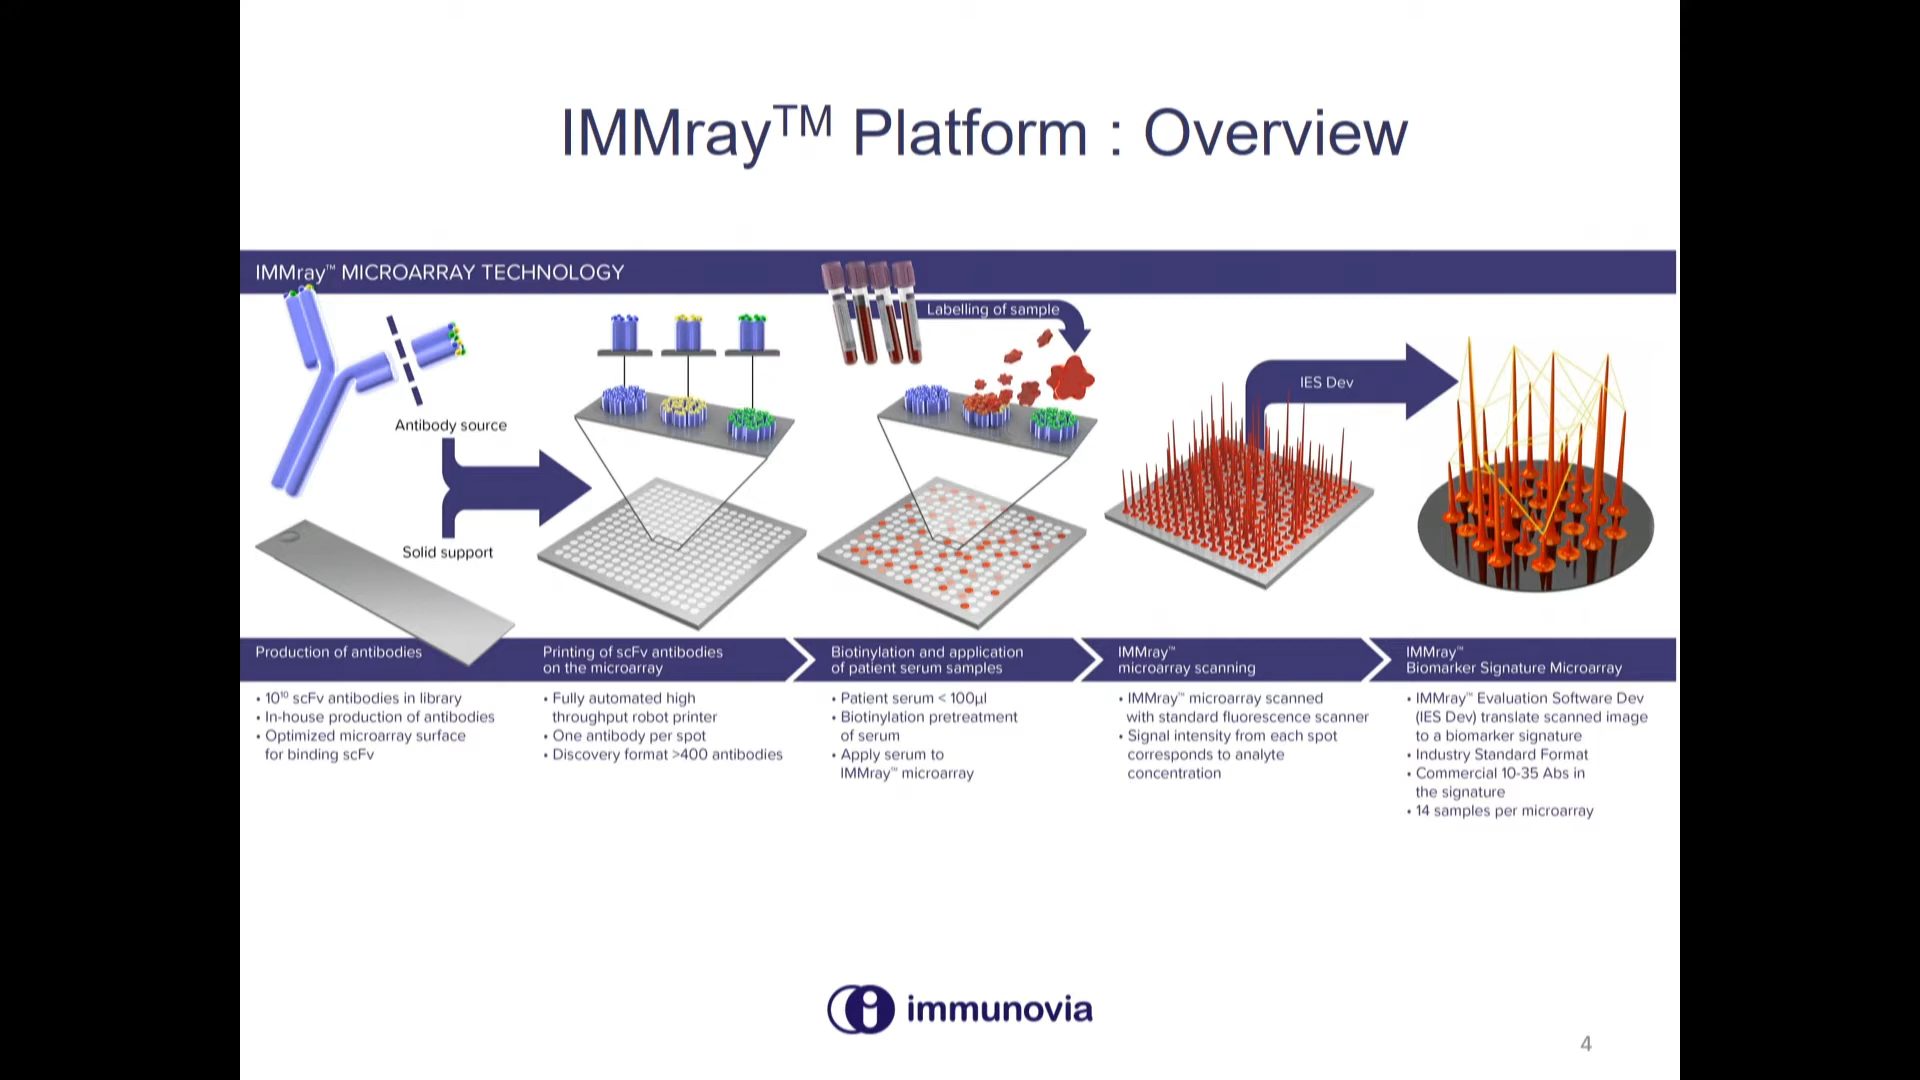 IMMray™ Platform : Overview
IMMray™ MICROARRAY TECHNOLOGY
Labelling of sample
IES Dev
Antibody source
Solid support
Production of antibodies
• 10¹⁰ scFv antibodies in library
• In-house production of antibodies
• Optimized microarray surface
for binding scFv
Printing of scFv antibodies
on the microarray
• Fully automated high
throughput robot printer
• One antibody per spot
• Discovery format >400 antibodies
Biotinylation and application
of patient serum samples
• Patient serum < 100µl
• Biotinylation pretreatment
of serum
• Apply serum to
IMMray™ microarray
IMMray™
microarray scanning
• IMMray™ microarray scanned
with standard fluorescence scanner
• Signal intensity from each spot
corresponds to analyte
concentration
IMMray™
Biomarker Signature Microarray
• IMMray™ Evaluation Software Dev
(IES Dev) translate scanned image
to a biomarker signature
• Industry Standard Format
• Commercial 10-35 Abs in
the signature
• 14 samples per microarray
immunovia
4